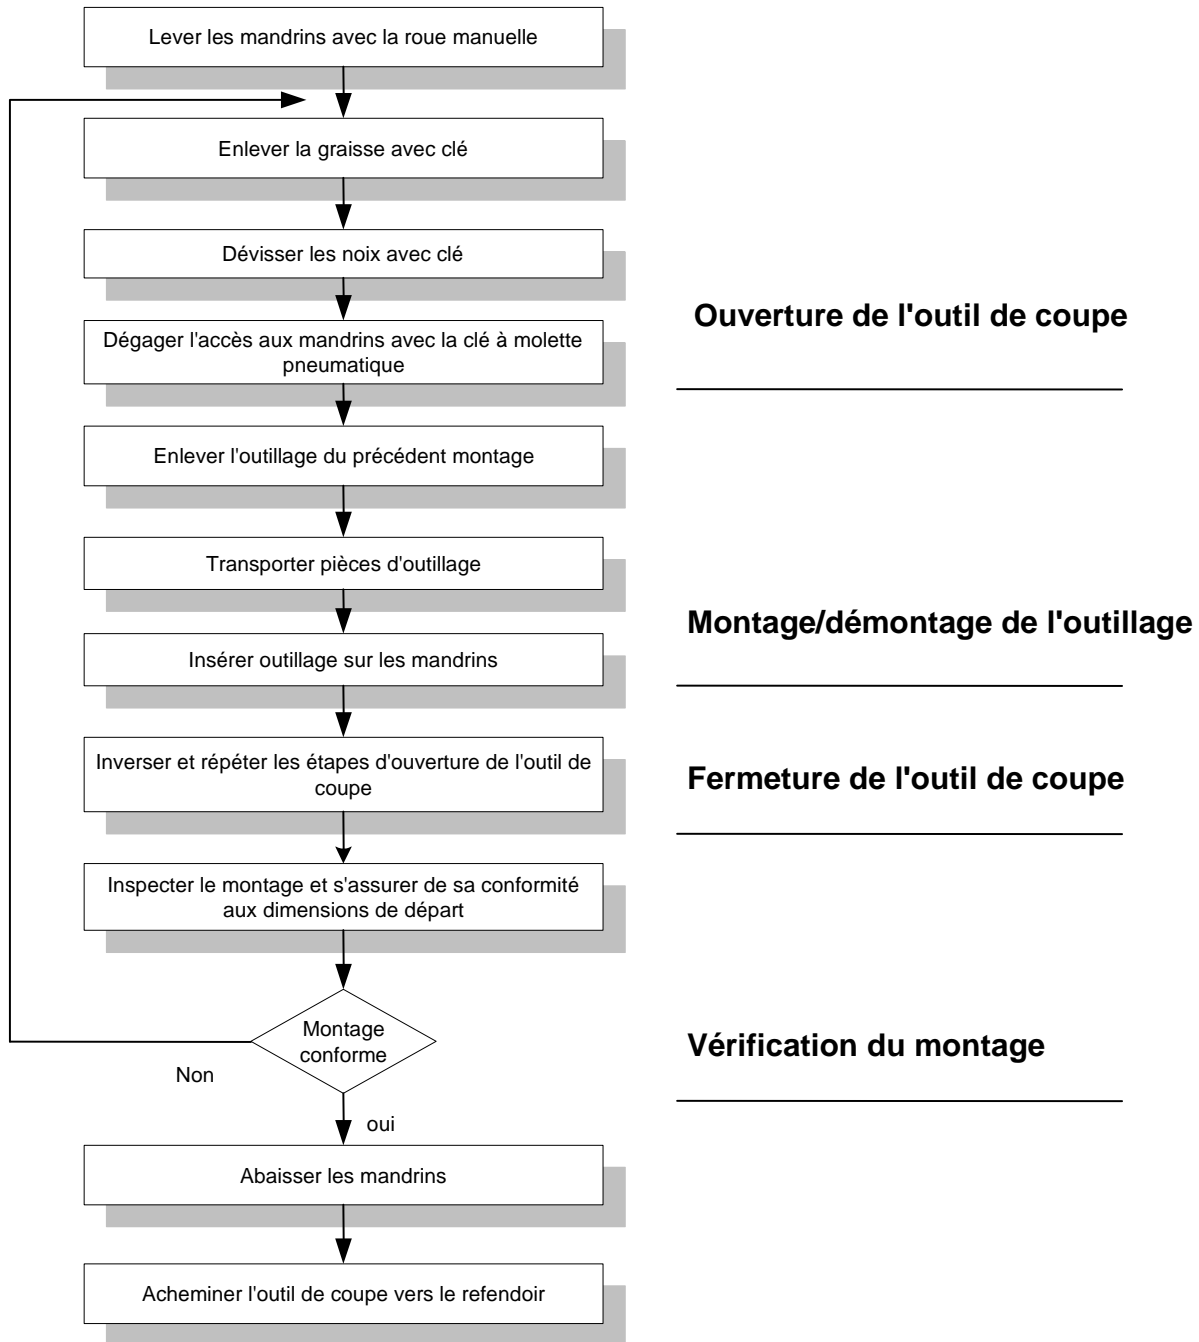 Lever les mandrins avec la roue manuelle
Enlever la graisse avec clé
Dévisser les noix avec clé
Ouverture de l'outil de coupe
Dégager l'accès aux mandrins avec la clé à molette
pneumatique
Enlever l'outillage du précédent montage
Transporter pièces d'outillage
Montage/démontage de l'outillage
Insérer outillage sur les mandrins
Inverser et répéter les étapes d'ouverture de l'outil de
coupe
Fermeture de l'outil de coupe
Inspecter le montage et s'assurer de sa conformité
aux dimensions de départ
Montage
conforme
Vérification du montage
Non
oui
Abaisser les mandrins
Acheminer l'outil de coupe vers le refendoir